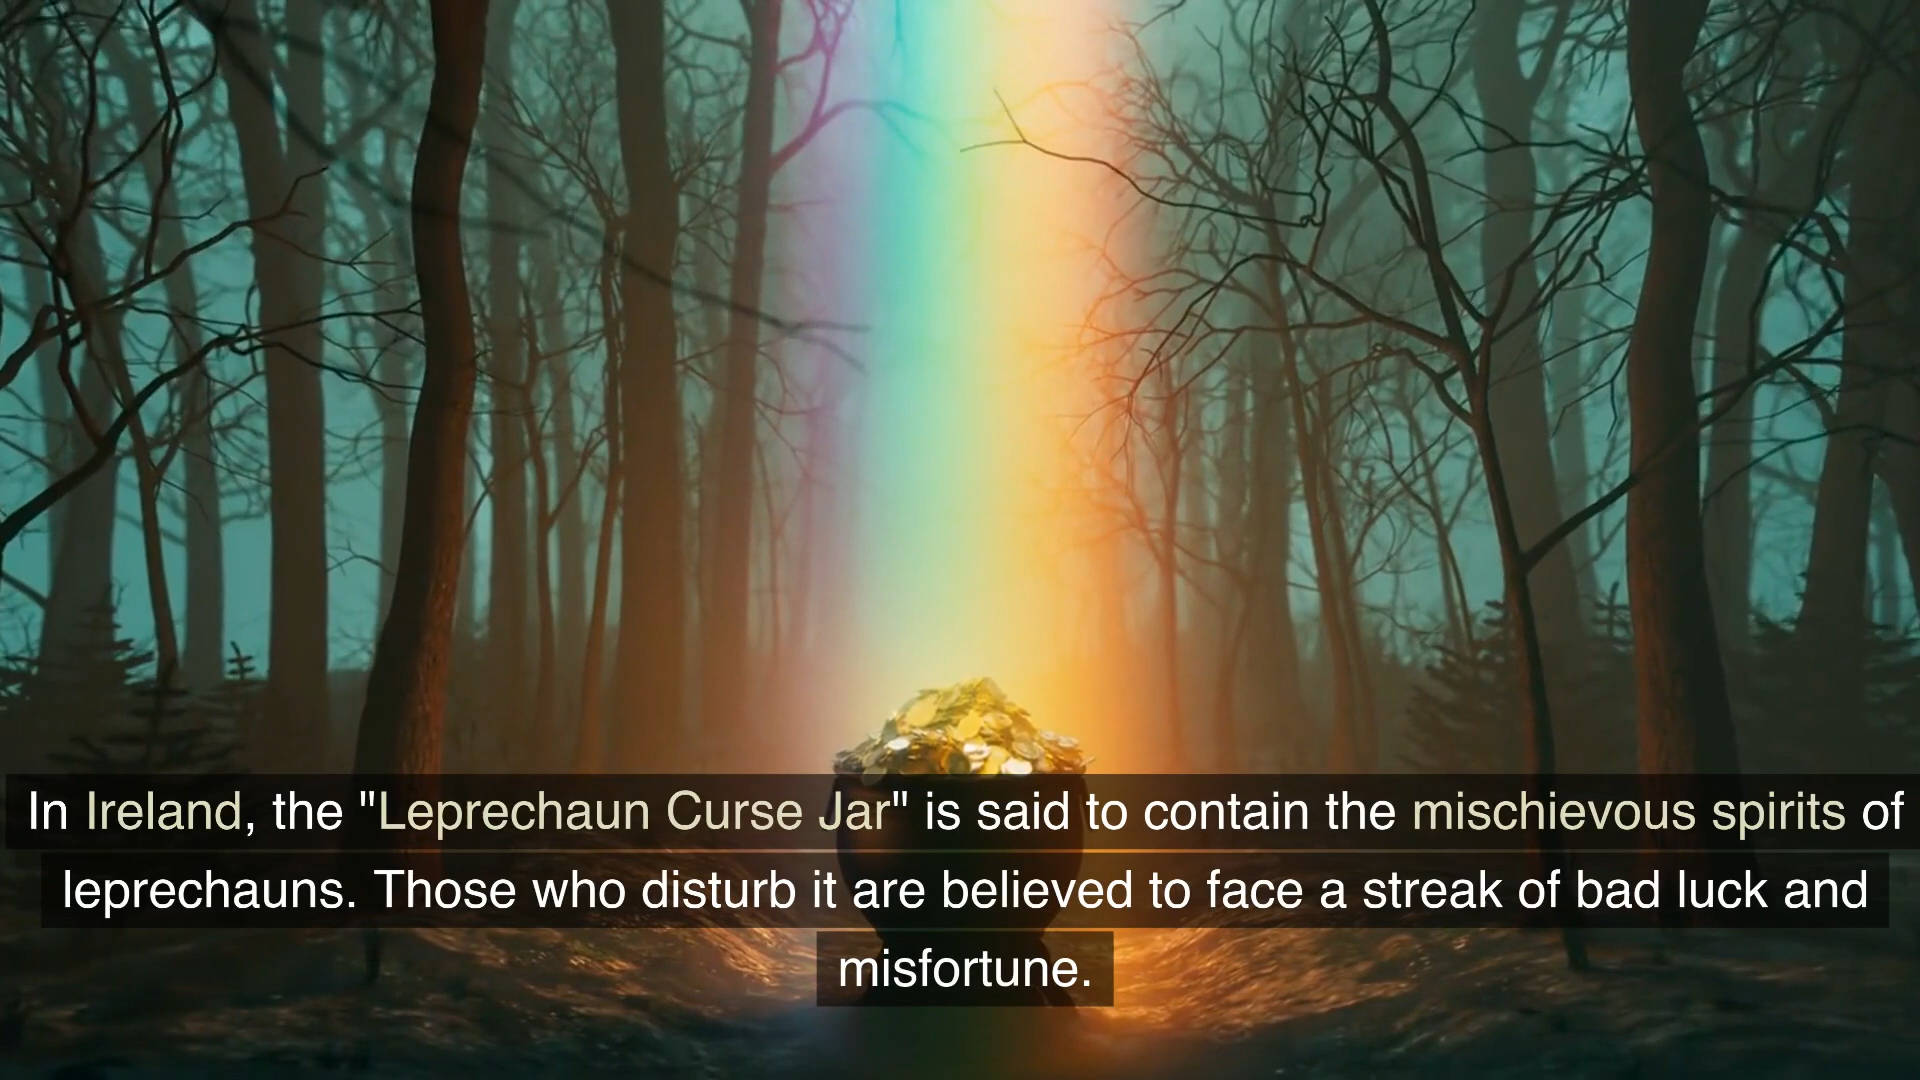 In Ireland, the "Leprechaun Curse Jar" is said to contain the mischievous spirits of
leprechauns. Those who disturb it are believed to face a streak of bad luck and
misfortune.